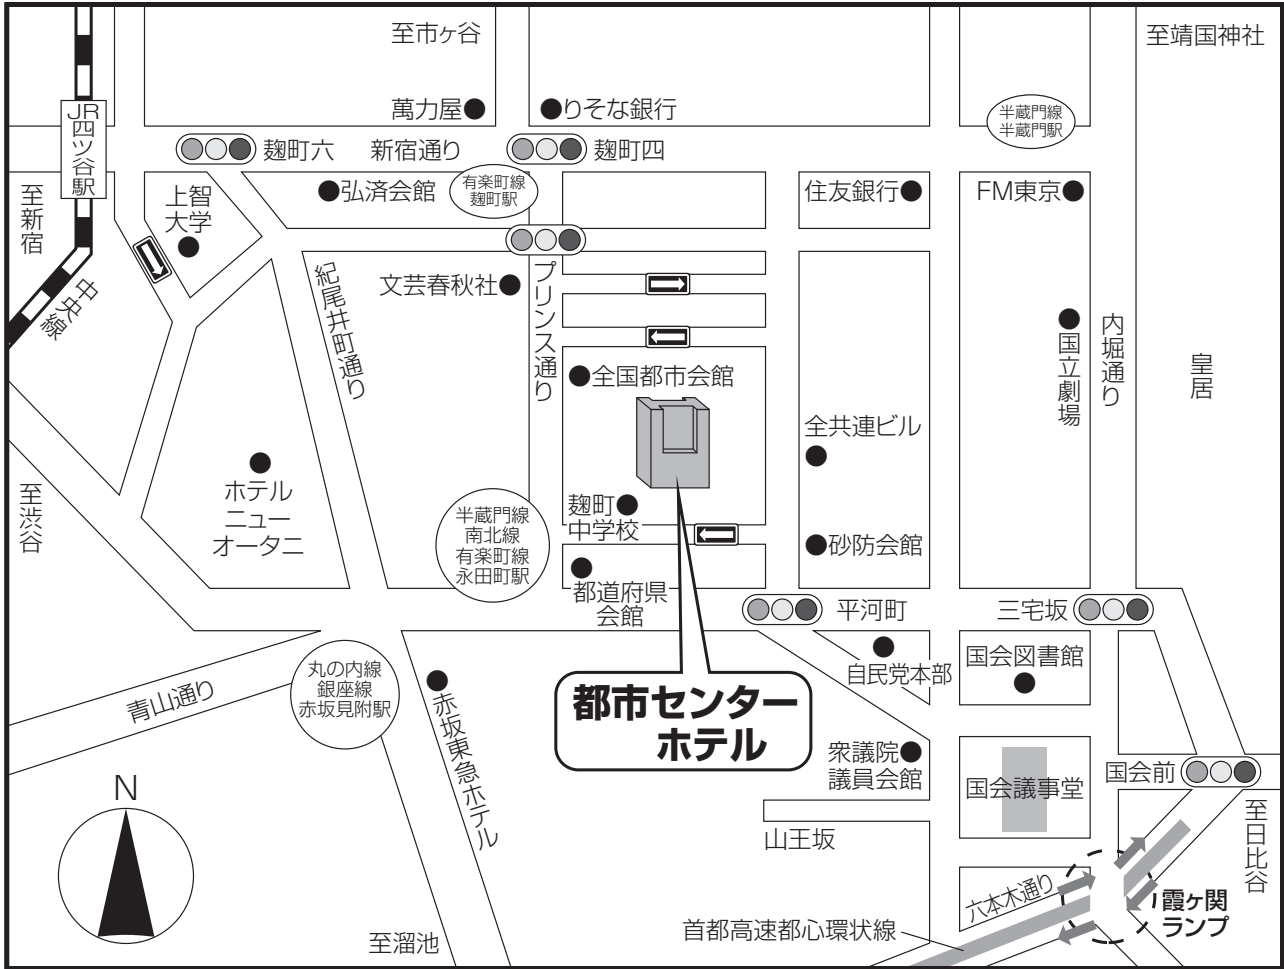 至市ヶ谷
至靖国神社
JR四ツ谷駅
萬力屋
りそな銀行
半蔵門線
半蔵門駅
麹町六
新宿通り
麹町四
至新宿
上智
大学
弘済会館
有楽町線
麹町駅
住友銀行
FM東京
中央線
紀尾井町通り
文芸春秋社
プリンス通り
国立劇場
内堀通り
皇居
全国都市会館
全共連ビル
至渋谷
ホテル
ニュー
オータニ
半蔵門線
南北線
有楽町線
永田町駅
麹町
中学校
砂防会館
都道府県
会館
平河町
三宅坂
自民党本部
国会図書館
丸の内線
銀座線
赤坂見附駅
青山通り
赤坂東急ホテル
都市センター
ホテル
衆議院
議員会館
国会議事堂
国会前
至日比谷
山王坂
N
六本木通り
霞ヶ関
ランプ
首都高速都心環状線
至溜池